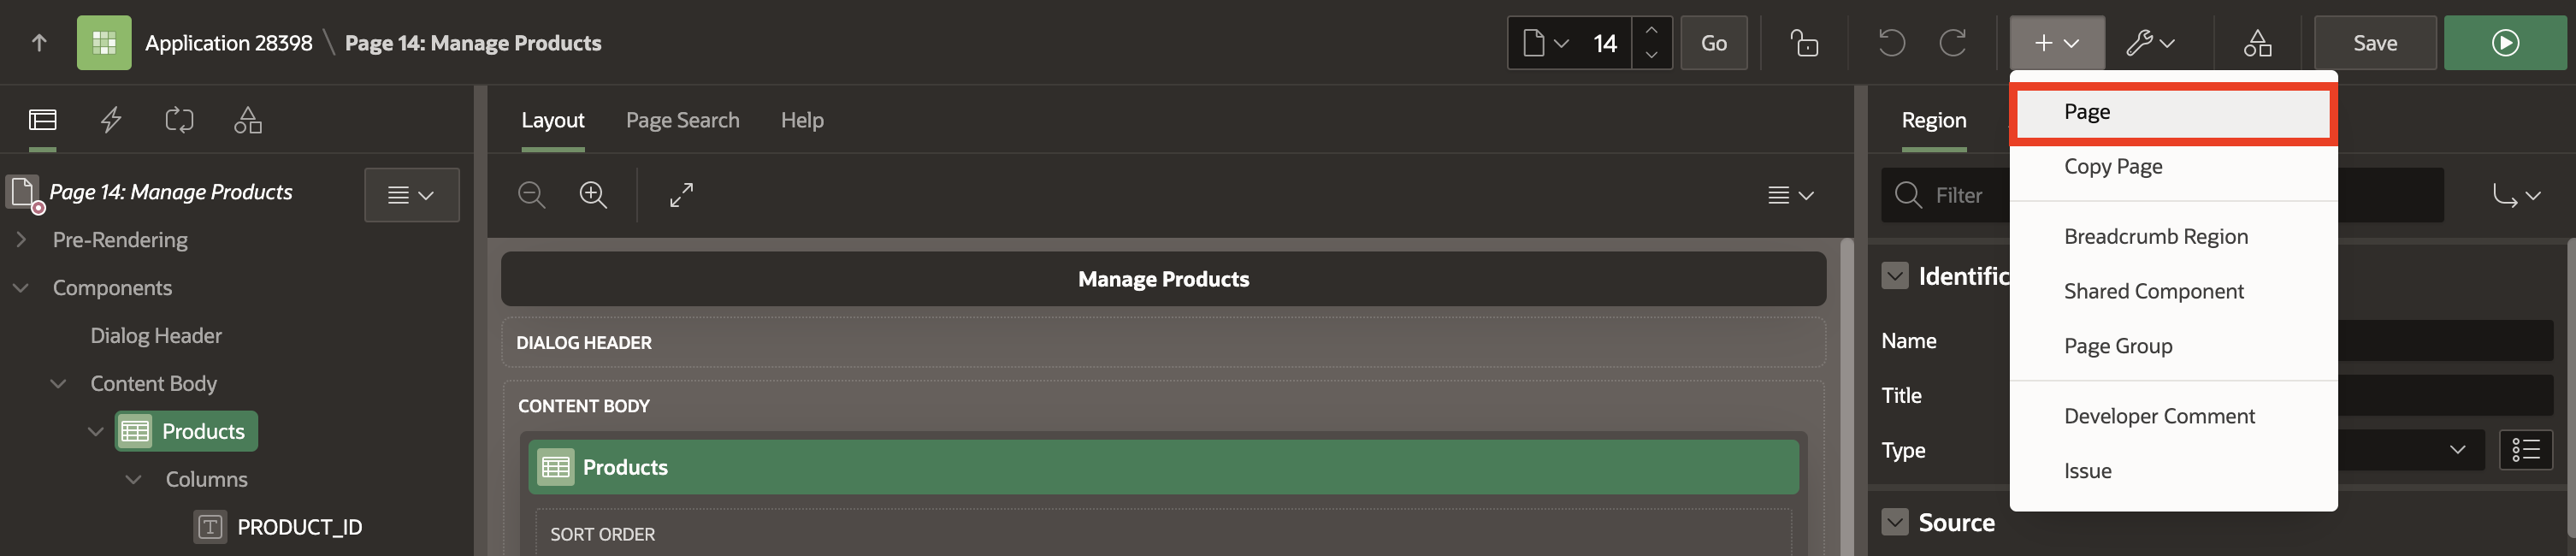 Application 28398 \ Page 14: Manage Products
14
Go
Save
Layout
Page Search
Help
Region
Page
Copy Page
Breadcrumb Region
Shared Component
Page Group
Developer Comment
Issue
Page 14: Manage Products
Pre-Rendering
Components
Dialog Header
Content Body
Products
Columns
PRODUCT_ID
Manage Products
DIALOG HEADER
CONTENT BODY
Products
SORT ORDER
Filter
Identific
Name
Title
Type
Source